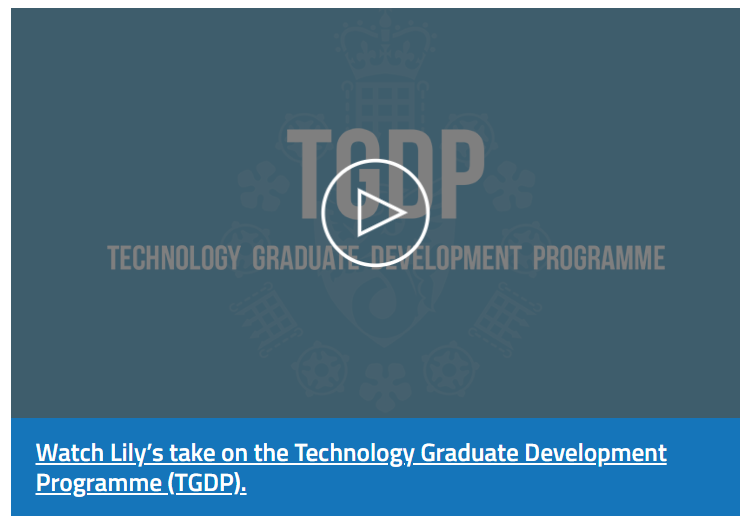 TGDP
TECHNOLOGY GRADUATE DEVELOPMENT PROGRAMME
Watch Lily’s take on the Technology Graduate Development
Programme (TGDP).